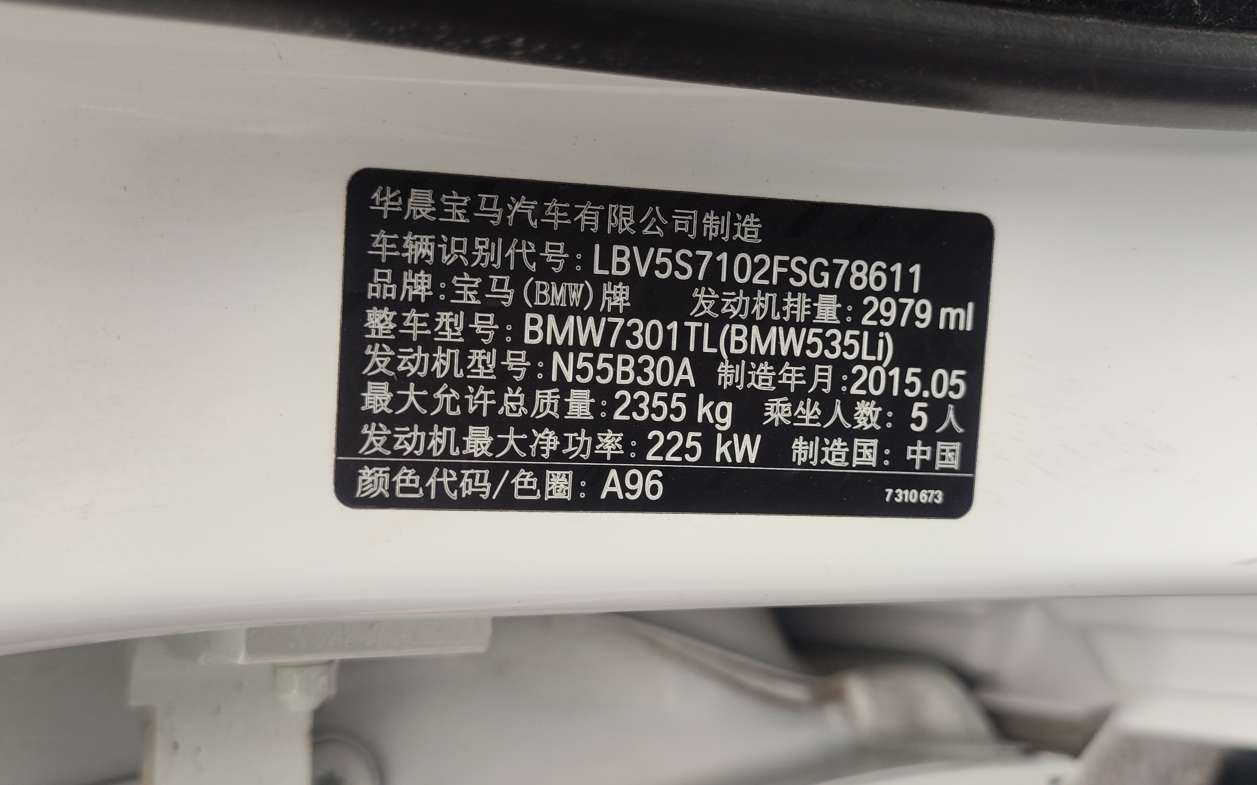 华晨宝马汽车有限公司制造
车辆识别代号: LBV5S7102FSG78611
品牌: 宝马(BMW)牌 发动机排量: 2979 ml
整车型号: BMW7301TL(BMW535Li)
发动机型号: N55B30A 制造年月: 2015.05
最大允许总质量: 2355 kg 乘坐人数: 5 人
发动机最大净功率: 225 kW 制造国: 中国
颜色代码/色圈: A96 7 310 673